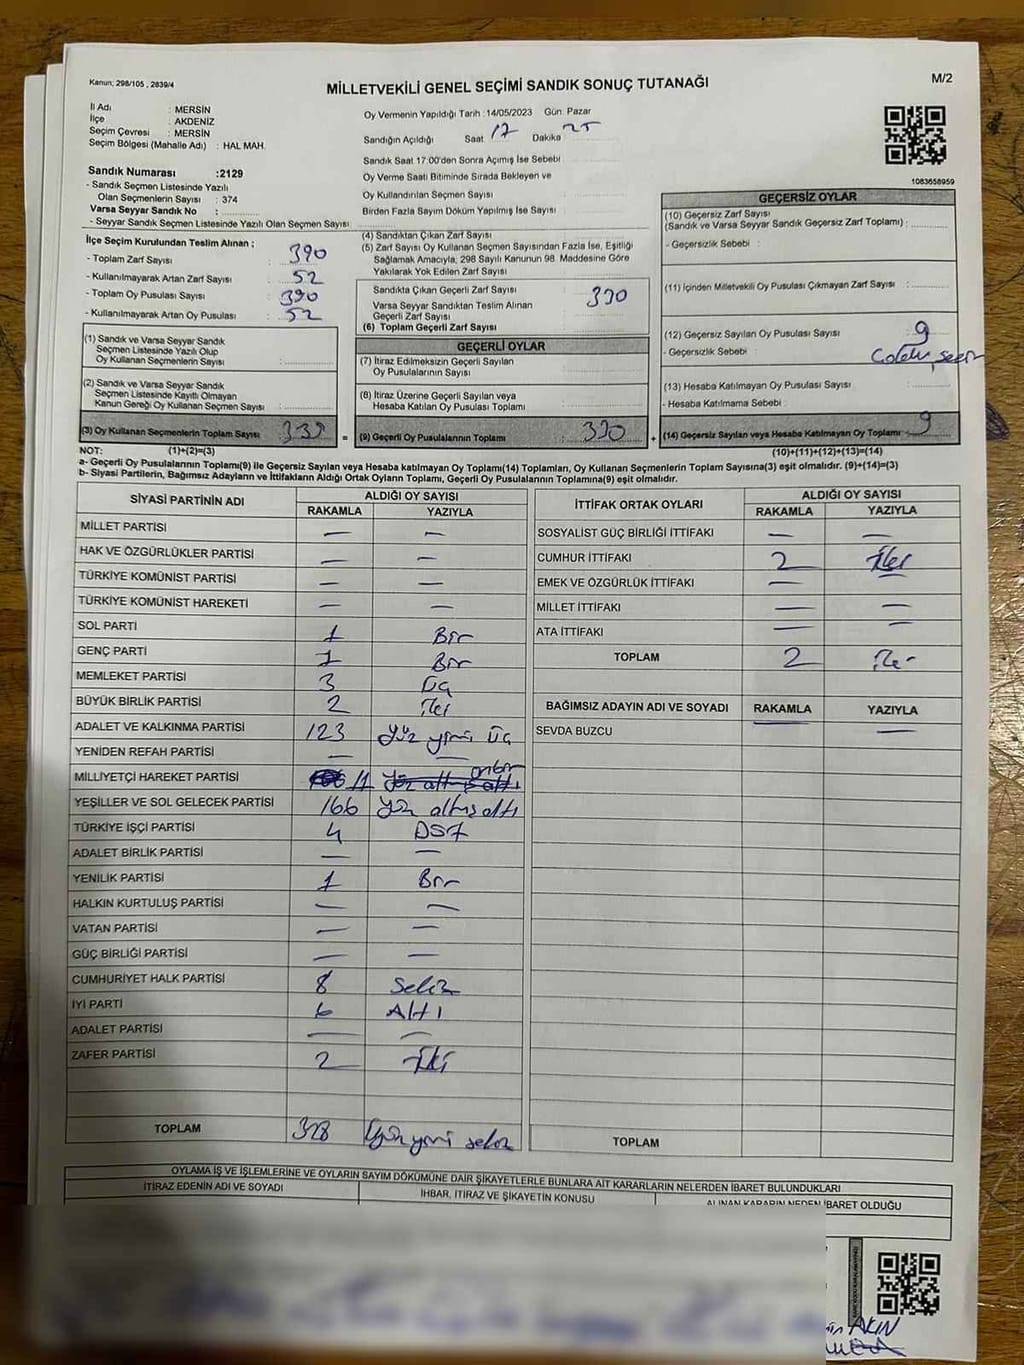 Kanun; 298/105 , 2839/4
MİLLETVEKİLİ GENEL SEÇİMİ SANDIK SONUÇ TUTANAĞI
M/2
İl Adı : MERSİN
İlçe : AKDENİZ
Seçim Çevresi : MERSİN
Seçim Bölgesi (Mahalle Adı) : HAL MAH.
Sandık Numarası :2129
- Sandık Seçmen Listesinde Yazılı
Olan Seçmenlerin Sayısı : 374
Varsa Seyyar Sandık No :
- Seyyar Sandık Seçmen Listesinde Yazılı Olan Seçmen Sayısı
İlçe Seçim Kurulundan Teslim Alınan ;
- Toplam Zarf Sayısı : 390
- Kullanılmayarak Artan Zarf Sayısı : 52
- Toplam Oy Pusulası Sayısı : 390
- Kullanılmayarak Artan Oy Pusulası : 52
(1) Sandık ve Varsa Seyyar Sandık
Seçmen Listesinde Yazılı Olup
Oy Kullanan Seçmenlerin Sayısı :
(2) Sandık ve Varsa Seyyar Sandık
Seçmen Listesinde Kayıtlı Olmayan
Kanun Gereği Oy Kullanan Seçmen Sayısı :
(3) Oy Kullanan Seçmenlerin Toplam Sayısı : 339
Oy Vermenin Yapıldığı Tarih :14/05/2023 Gün: Pazar
Sandığın Açıldığı Saat 17 Dakika 25
Sandık Saat 17:00'den Sonra Açımış İse Sebebi
Oy Verme Saati Bitiminde Sırada Bekleyen ve
Oy Kullandırılan Seçmen Sayısı :
Birden Fazla Sayım Döküm Yapılmış İse Sayısı :
(4) Sandıktan Çıkan Zarf Sayısı :
(5) Zarf Sayısı Oy Kullanan Seçmen Sayısından Fazla İse, Eşitliği
Sağlamak Amacıyla, 298 Sayılı Kanunun 98. Maddesine Göre
Yakılarak Yok Edilen Zarf Sayısı :
Sandıkta Çıkan Geçerli Zarf Sayısı : 330
Varsa Seyyar Sandıktan Teslim Alınan
Geçerli Zarf Sayısı :
(6) Toplam Geçerli Zarf Sayısı :
GEÇERLİ OYLAR
(7) İtiraz Edilmeksizin Geçerli Sayılan
Oy Pusulalarının Sayısı :
(8) İtiraz Üzerine Geçerli Sayılan veya
Hesaba Katılan Oy Pusulası Toplamı :
= (9) Geçerli Oy Pusulalarının Toplamı : 330
1083658959
GEÇERSİZ OYLAR
(10) Geçersiz Zarf Sayısı
(Sandık ve Varsa Seyyar Sandık Geçersiz Zarf Toplamı) :
- Geçersizlik Sebebi :
(11) İçinden Milletvekili Oy Pusulası Çıkmayan Zarf Sayısı :
(12) Geçersiz Sayılan Oy Pusulası Sayısı : 9
- Geçersizlik Sebebi :
(13) Hesaba Katılmayan Oy Pusulası Sayısı :
- Hesaba Katılmama Sebebi :
+ (14) Geçersiz Sayılan veya Hesaba Katılmayan Oy Toplamı : 9
NOT: (1)+(2)=(3) (10)+(11)+(12)+(13)=(14)
a- Geçerli Oy Pusulalarının Toplamı(9) ile Geçersiz Sayılan veya Hesaba katılmayan Oy Toplamı(14) Toplamları, Oy Kullanan Seçmenlerin Toplam Sayısına(3) eşit olmalıdır. (9)+(14)=(3)
b- Siyasi Partilerin, Bağımsız Adayların ve İttifakların Aldığı Ortak Oyların Toplamı, Geçerli Oy Pusulalarının Toplamına(9) eşit olmalıdır.
SİYASİ PARTİNİN ADI ALDIĞI OY SAYISI
RAKAMLA YAZIYLA
MİLLET PARTİSİ — —
HAK VE ÖZGÜRLÜKLER PARTİSİ — —
TÜRKİYE KOMÜNİST PARTİSİ — —
TÜRKİYE KOMÜNİST HAREKETİ — —
SOL PARTİ 1 Bir
GENÇ PARTİ 1 Bir
MEMLEKET PARTİSİ 3 Üç
BÜYÜK BİRLİK PARTİSİ 2 İki
ADALET VE KALKINMA PARTİSİ 123 Yüz yirmi Üç
YENİDEN REFAH PARTİSİ — —
MİLLİYETÇİ HAREKET PARTİSİ 11 onbir
YEŞİLLER VE SOL GELECEK PARTİSİ 166 Yüz altmış altı
TÜRKİYE İŞÇİ PARTİSİ 4 Dört
ADALET BİRLİK PARTİSİ — —
YENİLİK PARTİSİ 1 Bir
HALKIN KURTULUŞ PARTİSİ — —
VATAN PARTİSİ — —
GÜÇ BİRLİĞİ PARTİSİ — —
CUMHURİYET HALK PARTİSİ 8 Sekiz
İYİ PARTİ 6 Altı
ADALET PARTİSİ — —
ZAFER PARTİSİ 2 İki
TOPLAM 328 Üçyüz yirmi sekiz
İTTİFAK ORTAK OYLARI ALDIĞI OY SAYISI
RAKAMLA YAZIYLA
SOSYALİST GÜÇ BİRLİĞİ İTTİFAKI — —
CUMHUR İTTİFAKI 2 İki
EMEK VE ÖZGÜRLÜK İTTİFAKI — —
MİLLET İTTİFAKI — —
ATA İTTİFAKI — —
TOPLAM 2 İki
BAĞIMSIZ ADAYIN ADI VE SOYADI RAKAMLA YAZIYLA
SEVDA BUZCU —
TOPLAM
OYLAMA İŞ VE İŞLEMLERİNE VE OYLARIN SAYIM DÖKÜMÜNE DAİR ŞİKAYETLERLE BUNLARA AİT KARARLARIN NELERDEN İBARET BULUNDUKLARI
İTİRAZ EDENİN ADI VE SOYADI İHBAR, İTİRAZ VE ŞİKAYETİN KONUSU ALINAN KARARIN NEDEN İBARET OLDUĞU
AKIN